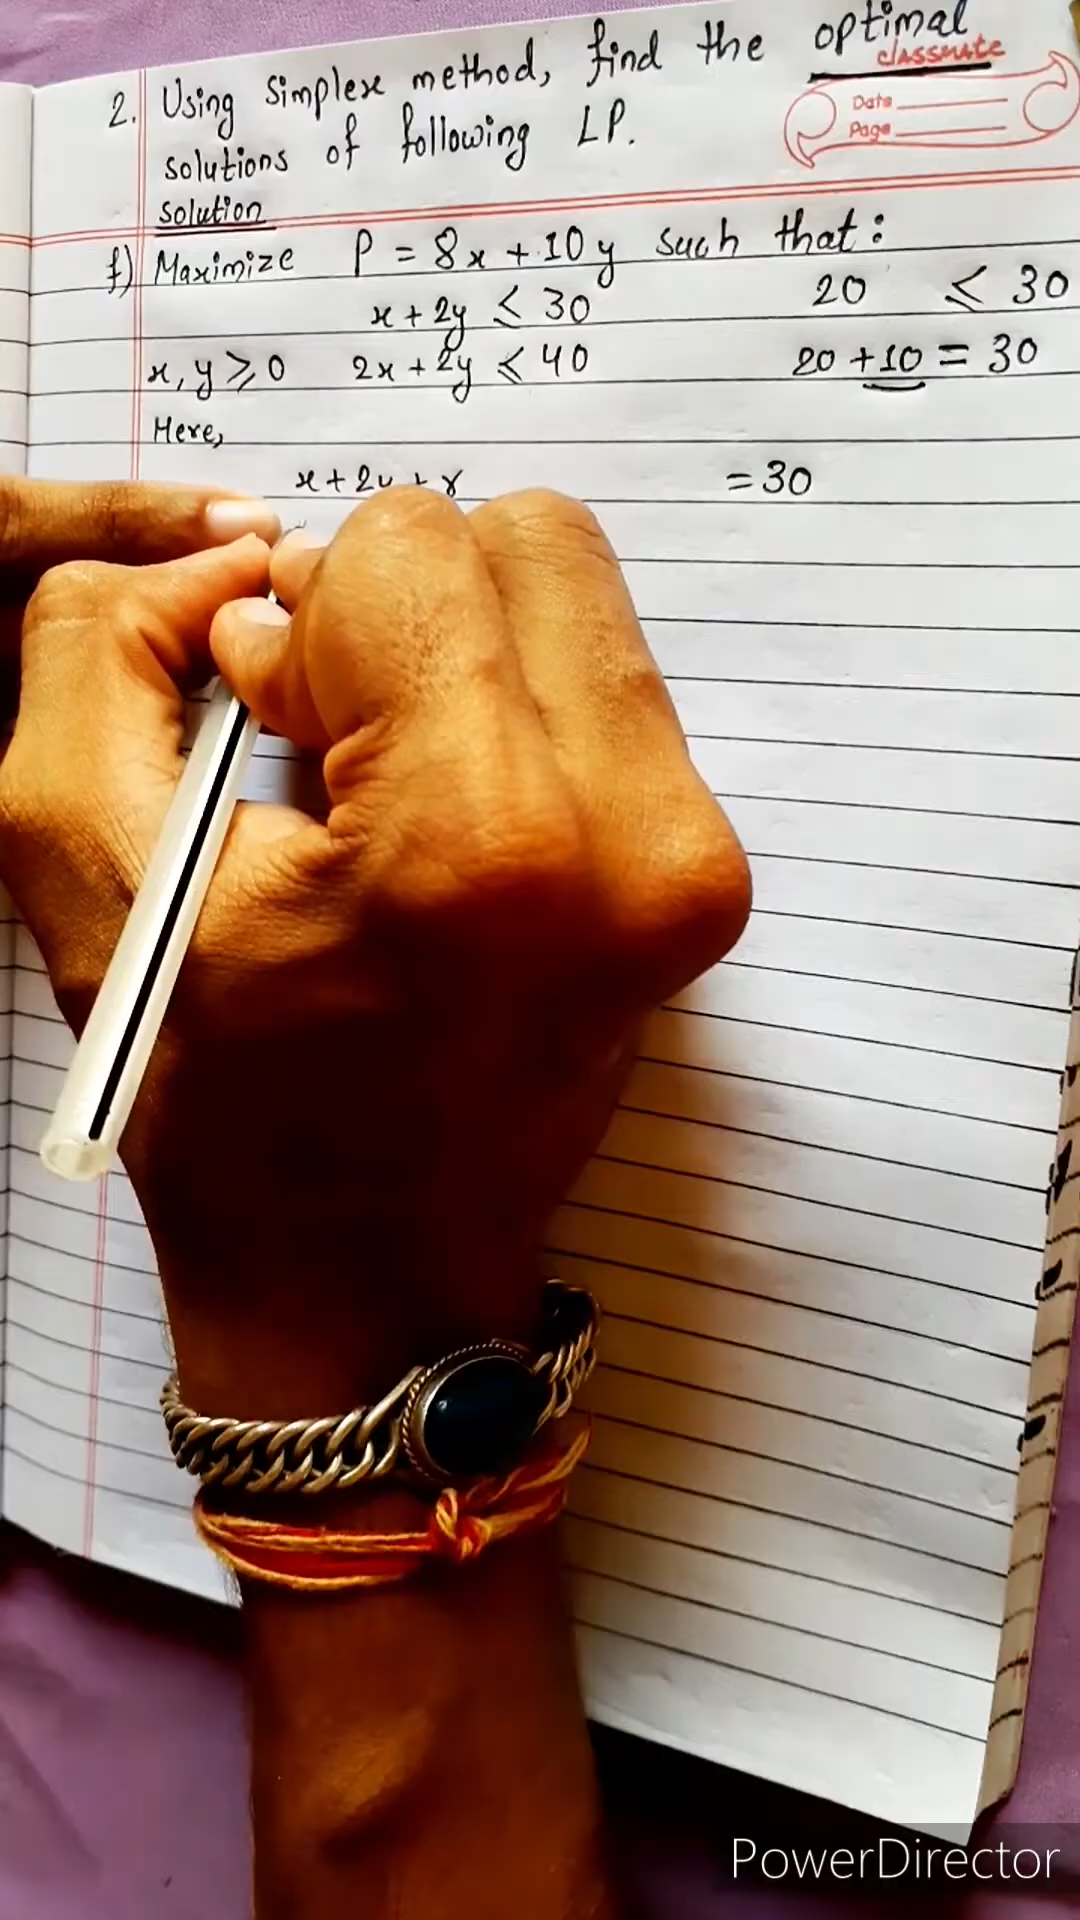 2. Using Simplex method, find the optimal
solutions of following LP.
classmate
Date
Page
solution
f) Maximize P = 8x + 10y such that:
x + 2y ≤ 30
20 ≤ 30
x, y ≥ 0 2x + 2y ≤ 40
20 + 10 = 30
Here,
x + 2y + r = 30
PowerDirector